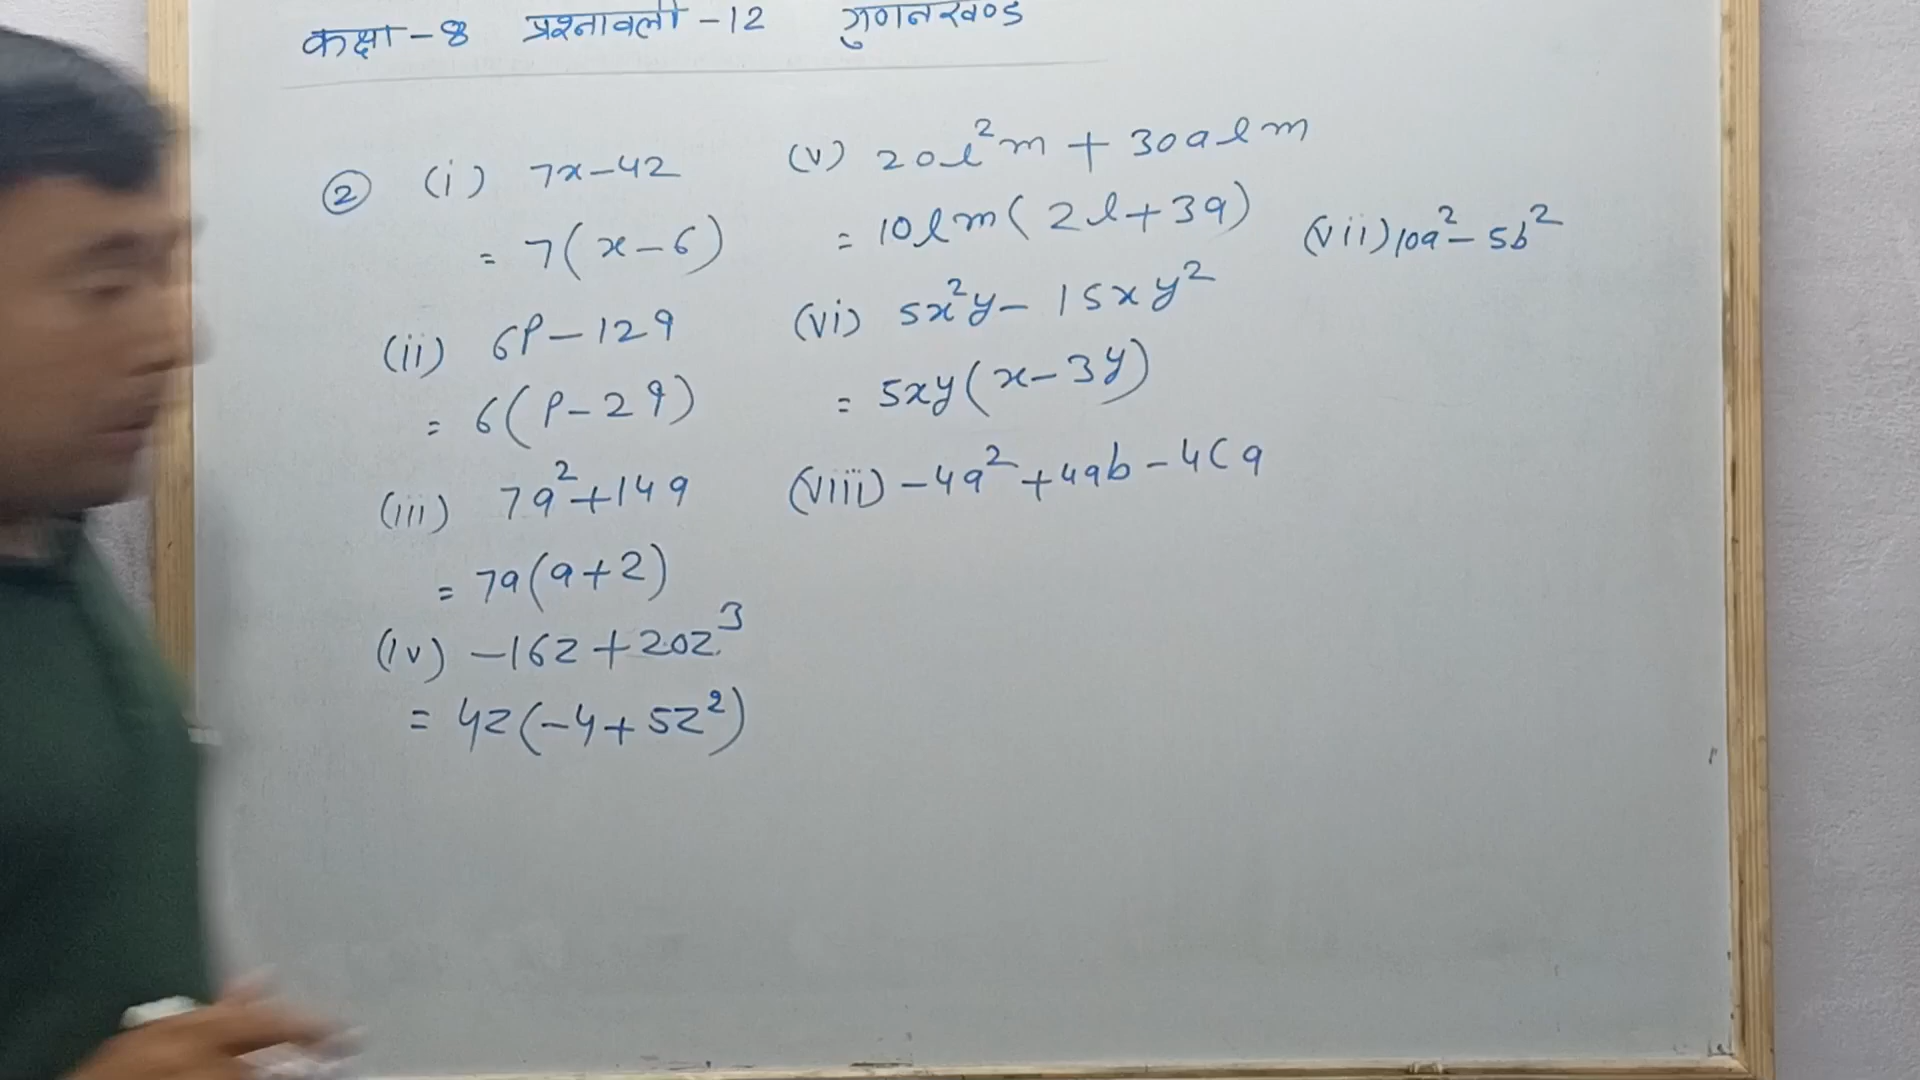 कक्षा-8 प्रश्नावली-12 गुणनखण्ड
② (i) 7x-42
= 7(x-6)
(ii) 6p-12q
= 6(p-2q)
(iii) 7a²+14a
= 7a(a+2)
(iv) -16z+20z³
= 4z(-4+5z²)
(v) 20l²m + 30alm
= 10lm(2l+3a)
(vi) 5x²y - 15xy²
= 5xy(x-3y)
(viii) -4a²+4ab-4ca
(vii) 10a²-5b²